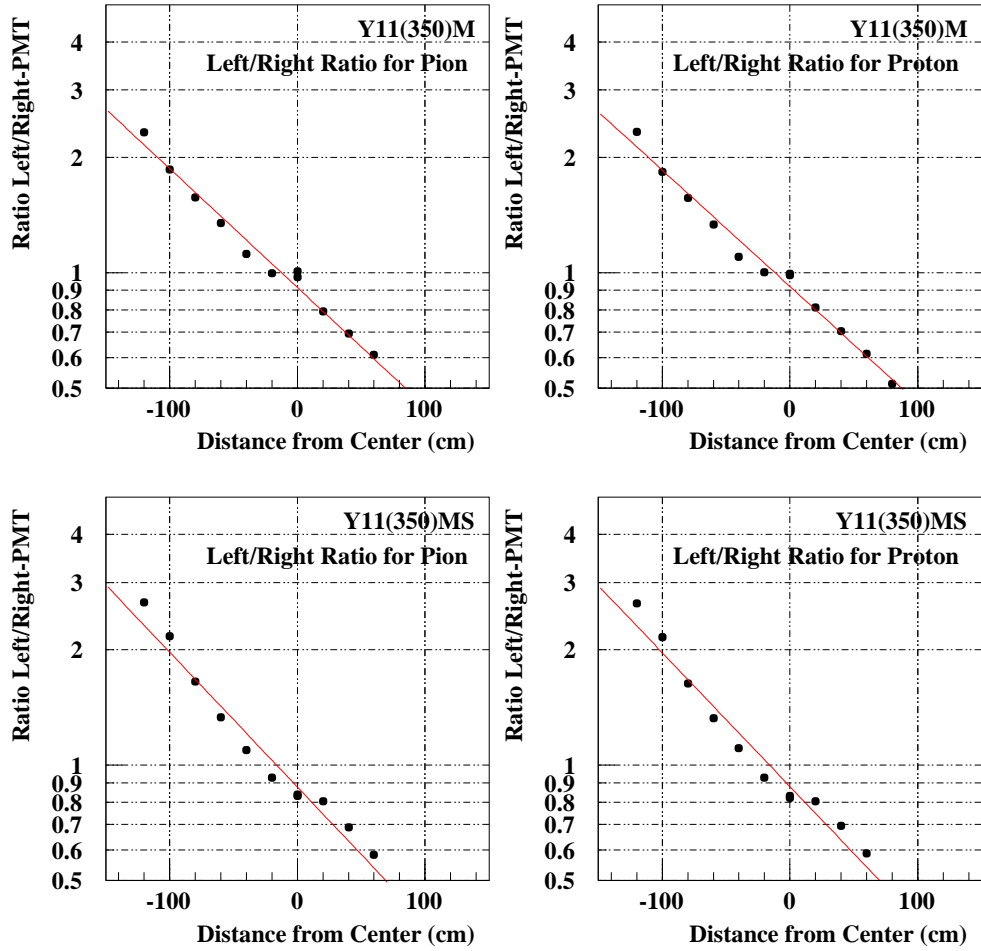 Ratio Left/Right-PMT
Y11(350)M
Left/Right Ratio for Pion
4
3
2
1
0.9
0.8
0.7
0.6
0.5
-100 0 100
Distance from Center (cm)
Ratio Left/Right-PMT
Y11(350)M
Left/Right Ratio for Proton
4
3
2
1
0.9
0.8
0.7
0.6
0.5
-100 0 100
Distance from Center (cm)
Ratio Left/Right-PMT
Y11(350)MS
Left/Right Ratio for Pion
4
3
2
1
0.9
0.8
0.7
0.6
0.5
-100 0 100
Distance from Center (cm)
Ratio Left/Right-PMT
Y11(350)MS
Left/Right Ratio for Proton
4
3
2
1
0.9
0.8
0.7
0.6
0.5
-100 0 100
Distance from Center (cm)